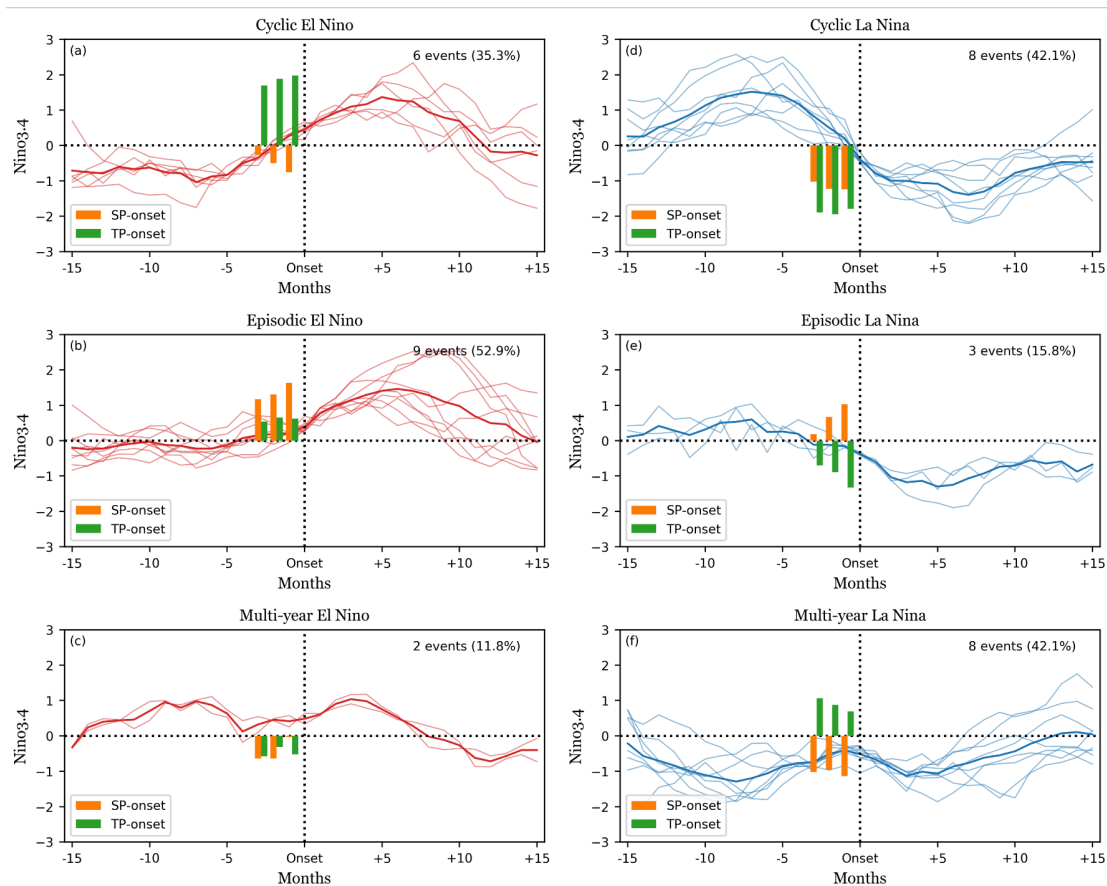 Cyclic El Nino
(a)
6 events (35.3%)
3
2
1
0
−1
−2
−3
Nino3.4
SP-onset
TP-onset
-15
-10
-5
Onset
+5
+10
+15
Months
Cyclic La Nina
(d)
8 events (42.1%)
3
2
1
0
−1
−2
−3
Nino3.4
SP-onset
TP-onset
-15
-10
-5
Onset
+5
+10
+15
Months
Episodic El Nino
(b)
9 events (52.9%)
3
2
1
0
−1
−2
−3
Nino3.4
SP-onset
TP-onset
-15
-10
-5
Onset
+5
+10
+15
Months
Episodic La Nina
(e)
3 events (15.8%)
3
2
1
0
−1
−2
−3
Nino3.4
SP-onset
TP-onset
-15
-10
-5
Onset
+5
+10
+15
Months
Multi-year El Nino
(c)
2 events (11.8%)
3
2
1
0
−1
−2
−3
Nino3.4
SP-onset
TP-onset
-15
-10
-5
Onset
+5
+10
+15
Months
Multi-year La Nina
(f)
8 events (42.1%)
3
2
1
0
−1
−2
−3
Nino3.4
SP-onset
TP-onset
-15
-10
-5
Onset
+5
+10
+15
Months